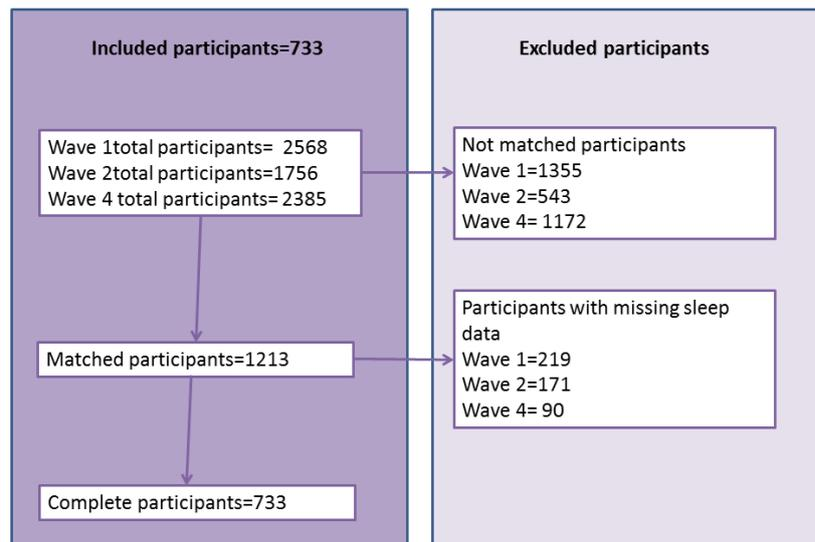 Included participants=733
Excluded participants
Wave 1total participants= 2568
Wave 2total participants=1756
Wave 4 total participants= 2385
Not matched participants
Wave 1=1355
Wave 2=543
Wave 4= 1172
Matched participants=1213
Participants with missing sleep
data
Wave 1=219
Wave 2=171
Wave 4= 90
Complete participants=733